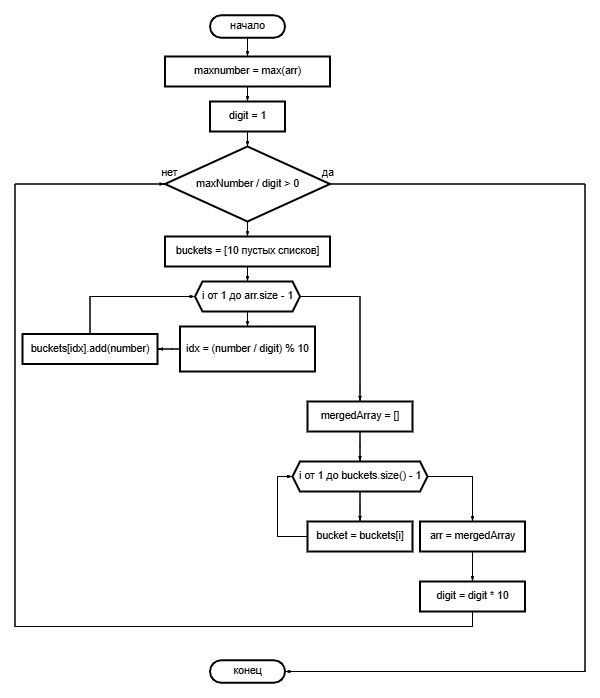 начало
maxnumber = max(arr)
digit = 1
нет
да
maxNumber / digit > 0
buckets = [10 пустых списков]
i от 1 до arr.size - 1
buckets[idx].add(number)
idx = (number / digit) % 10
mergedArray = []
i от 1 до buckets.size() - 1
bucket = buckets[i]
arr = mergedArray
digit = digit * 10
конец